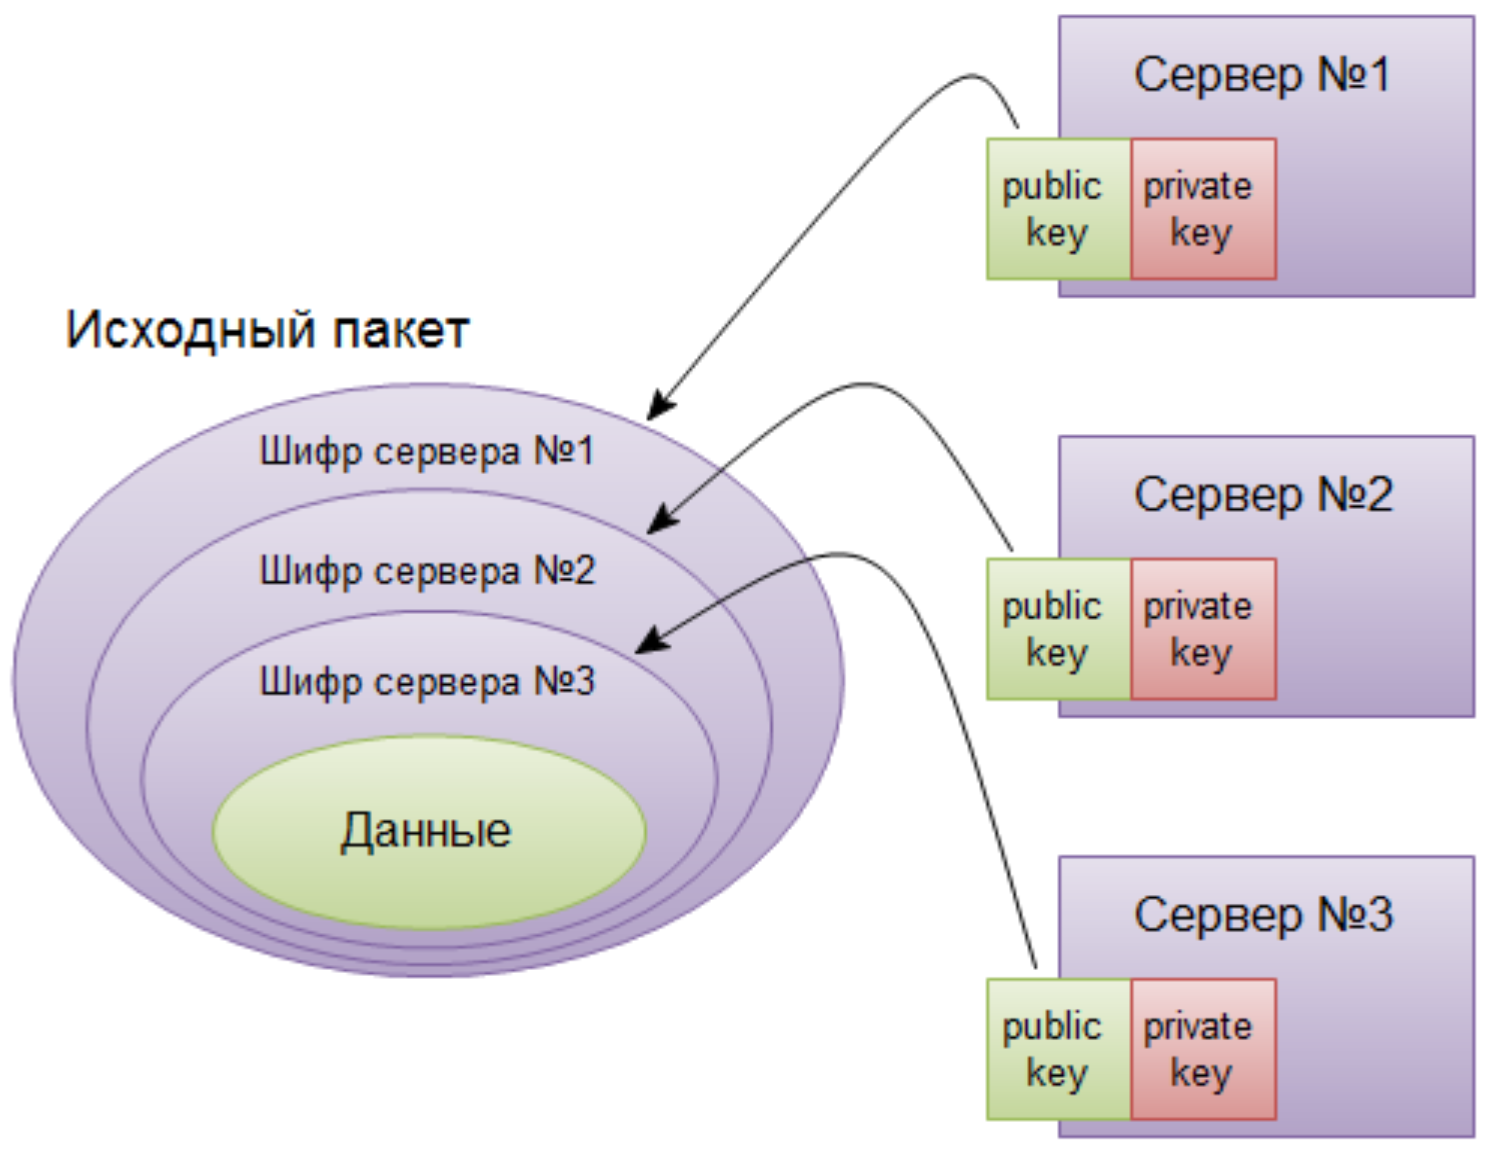 Сервер №1
public
key
private
key
Исходный пакет
Шифр сервера №1
Шифр сервера №2
Шифр сервера №3
Данные
Сервер №2
public
key
private
key
Сервер №3
public
key
private
key